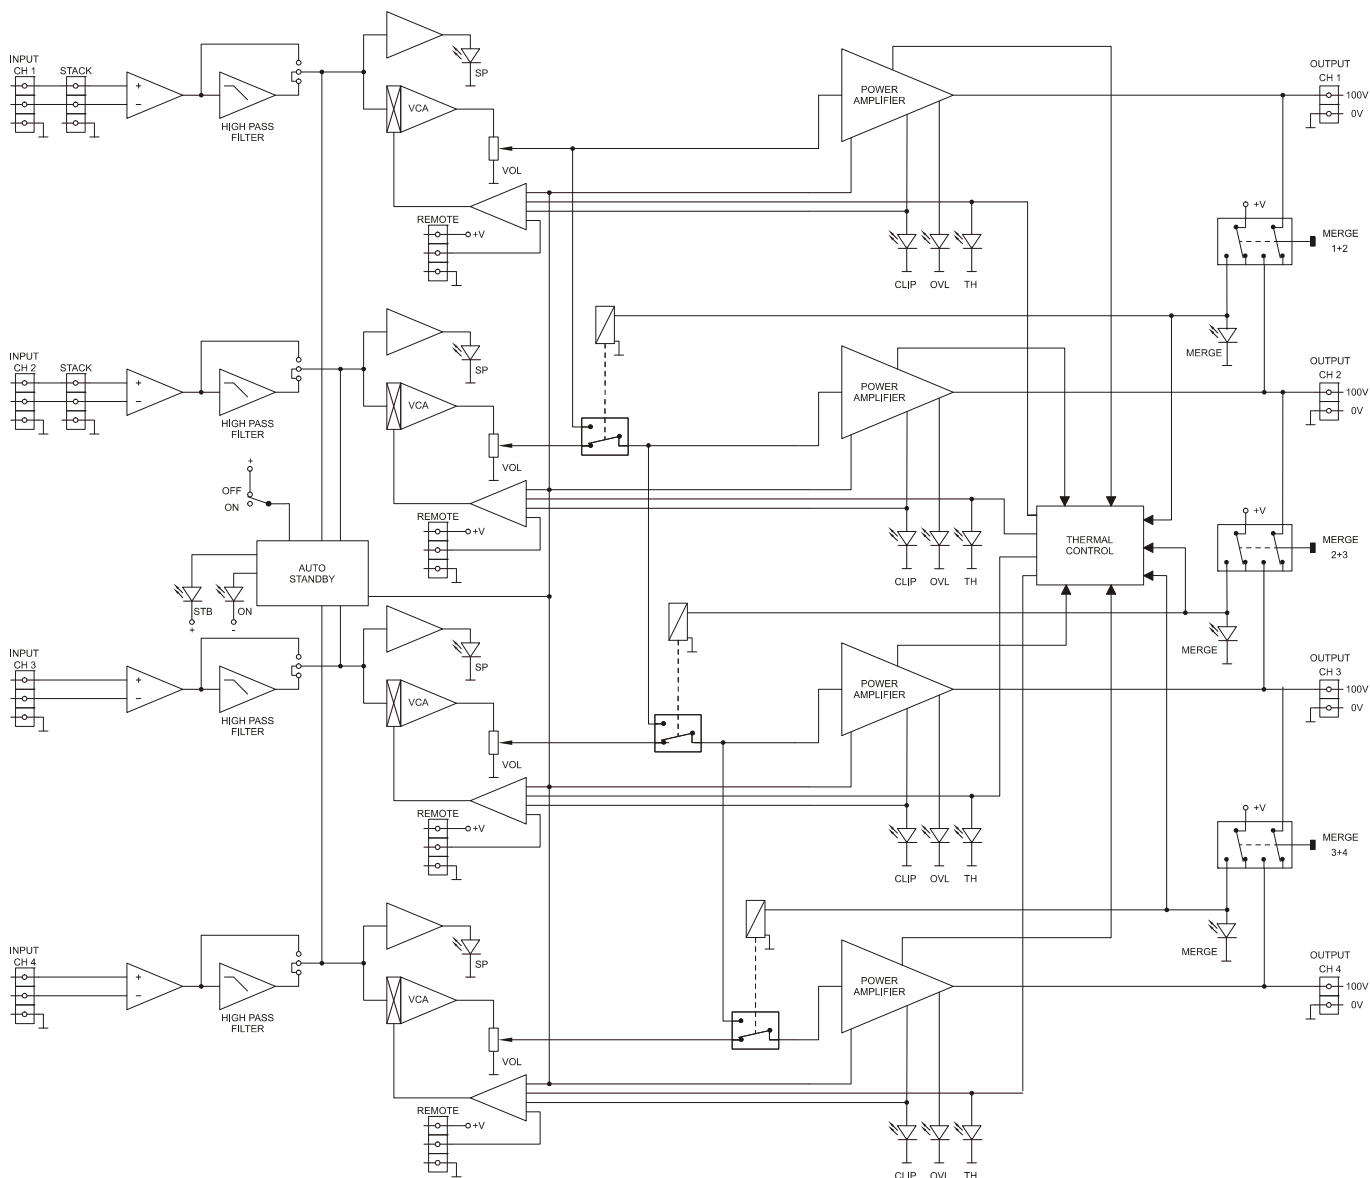 INPUT
CH 1
STACK
+
−
HIGH PASS
FILTER
SP
VCA
VOL
REMOTE
+V
POWER
AMPLIFIER
CLIP
OVL
TH
OUTPUT
CH 1
100V
0V
+V
MERGE
1+2
MERGE
INPUT
CH 2
STACK
+
−
HIGH PASS
FILTER
SP
VCA
VOL
REMOTE
+V
POWER
AMPLIFIER
CLIP
OVL
TH
OUTPUT
CH 2
100V
0V
+
OFF
ON
AUTO
STANDBY
STB
+
ON
-
THERMAL
CONTROL
+V
MERGE
2+3
MERGE
INPUT
CH 3
+
−
HIGH PASS
FILTER
SP
VCA
VOL
REMOTE
+V
POWER
AMPLIFIER
CLIP
OVL
TH
OUTPUT
CH 3
100V
0V
+V
MERGE
3+4
MERGE
INPUT
CH 4
+
−
HIGH PASS
FILTER
SP
VCA
VOL
REMOTE
+V
POWER
AMPLIFIER
CLIP
OVL
TH
OUTPUT
CH 4
100V
0V